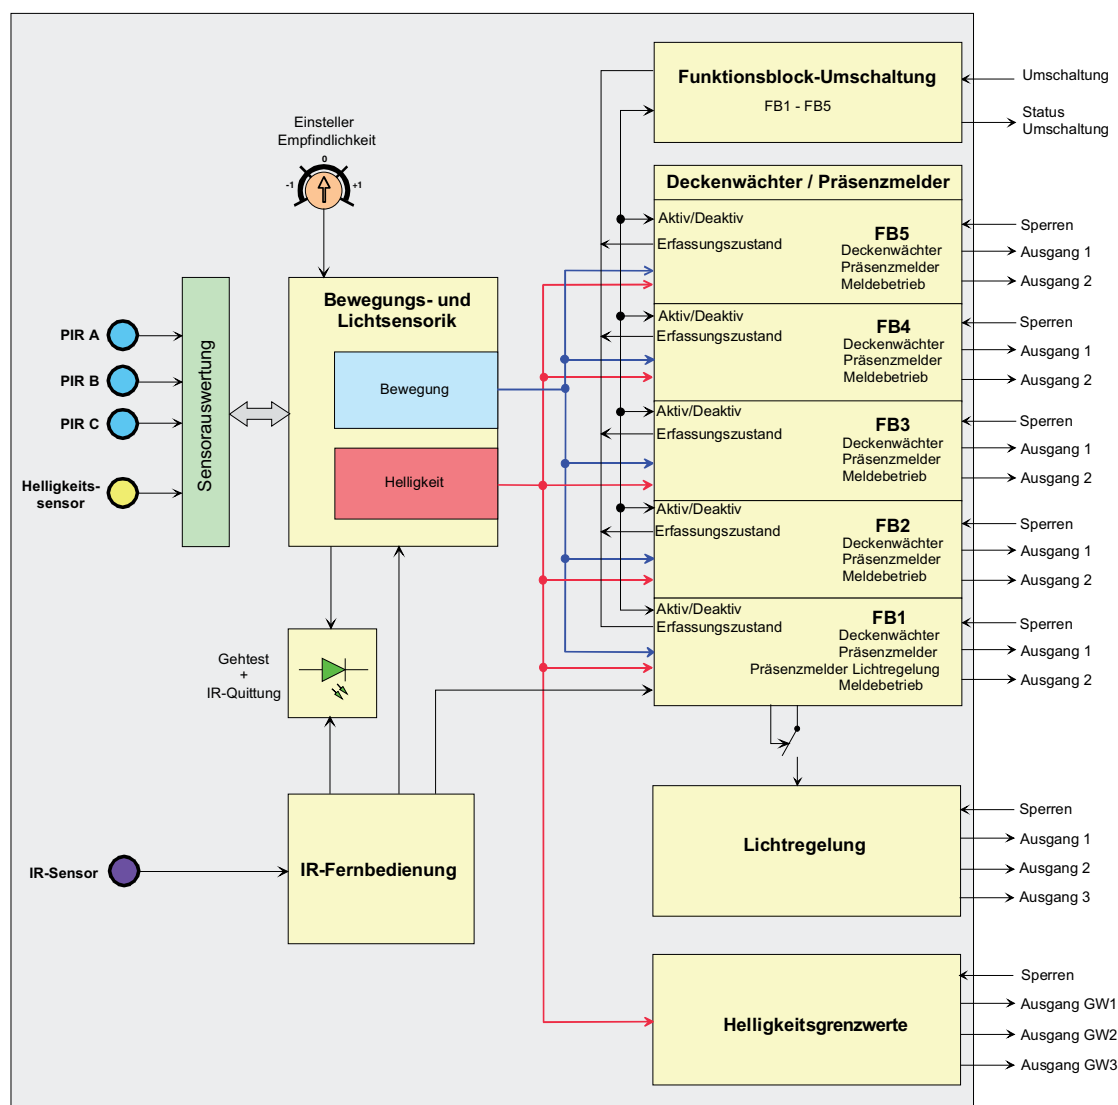 Funktionsblock-Umschaltung
FB1 - FB5
Umschaltung
Status
Umschaltung
Einsteller
Empfindlichkeit
0
-1
+1
Deckenwächter / Präsenzmelder
Aktiv/Deaktiv
Erfassungszustand
FB5
Deckenwächter
Präsenzmelder
Meldebetrieb
Sperren
Ausgang 1
Ausgang 2
Aktiv/Deaktiv
Erfassungszustand
FB4
Deckenwächter
Präsenzmelder
Meldebetrieb
Sperren
Ausgang 1
Ausgang 2
Aktiv/Deaktiv
Erfassungszustand
FB3
Deckenwächter
Präsenzmelder
Meldebetrieb
Sperren
Ausgang 1
Ausgang 2
Aktiv/Deaktiv
Erfassungszustand
FB2
Deckenwächter
Präsenzmelder
Meldebetrieb
Sperren
Ausgang 1
Ausgang 2
Aktiv/Deaktiv
Erfassungszustand
FB1
Deckenwächter
Präsenzmelder
Präsenzmelder Lichtregelung
Meldebetrieb
Sperren
Ausgang 1
Ausgang 2
PIR A
PIR B
PIR C
Helligkeits-
sensor
Sensorauswertung
Bewegungs- und
Lichtsensorik
Bewegung
Helligkeit
Gehtest
+
IR-Quittung
IR-Sensor
IR-Fernbedienung
Lichtregelung
Sperren
Ausgang 1
Ausgang 2
Ausgang 3
Helligkeitsgrenzwerte
Sperren
Ausgang GW1
Ausgang GW2
Ausgang GW3